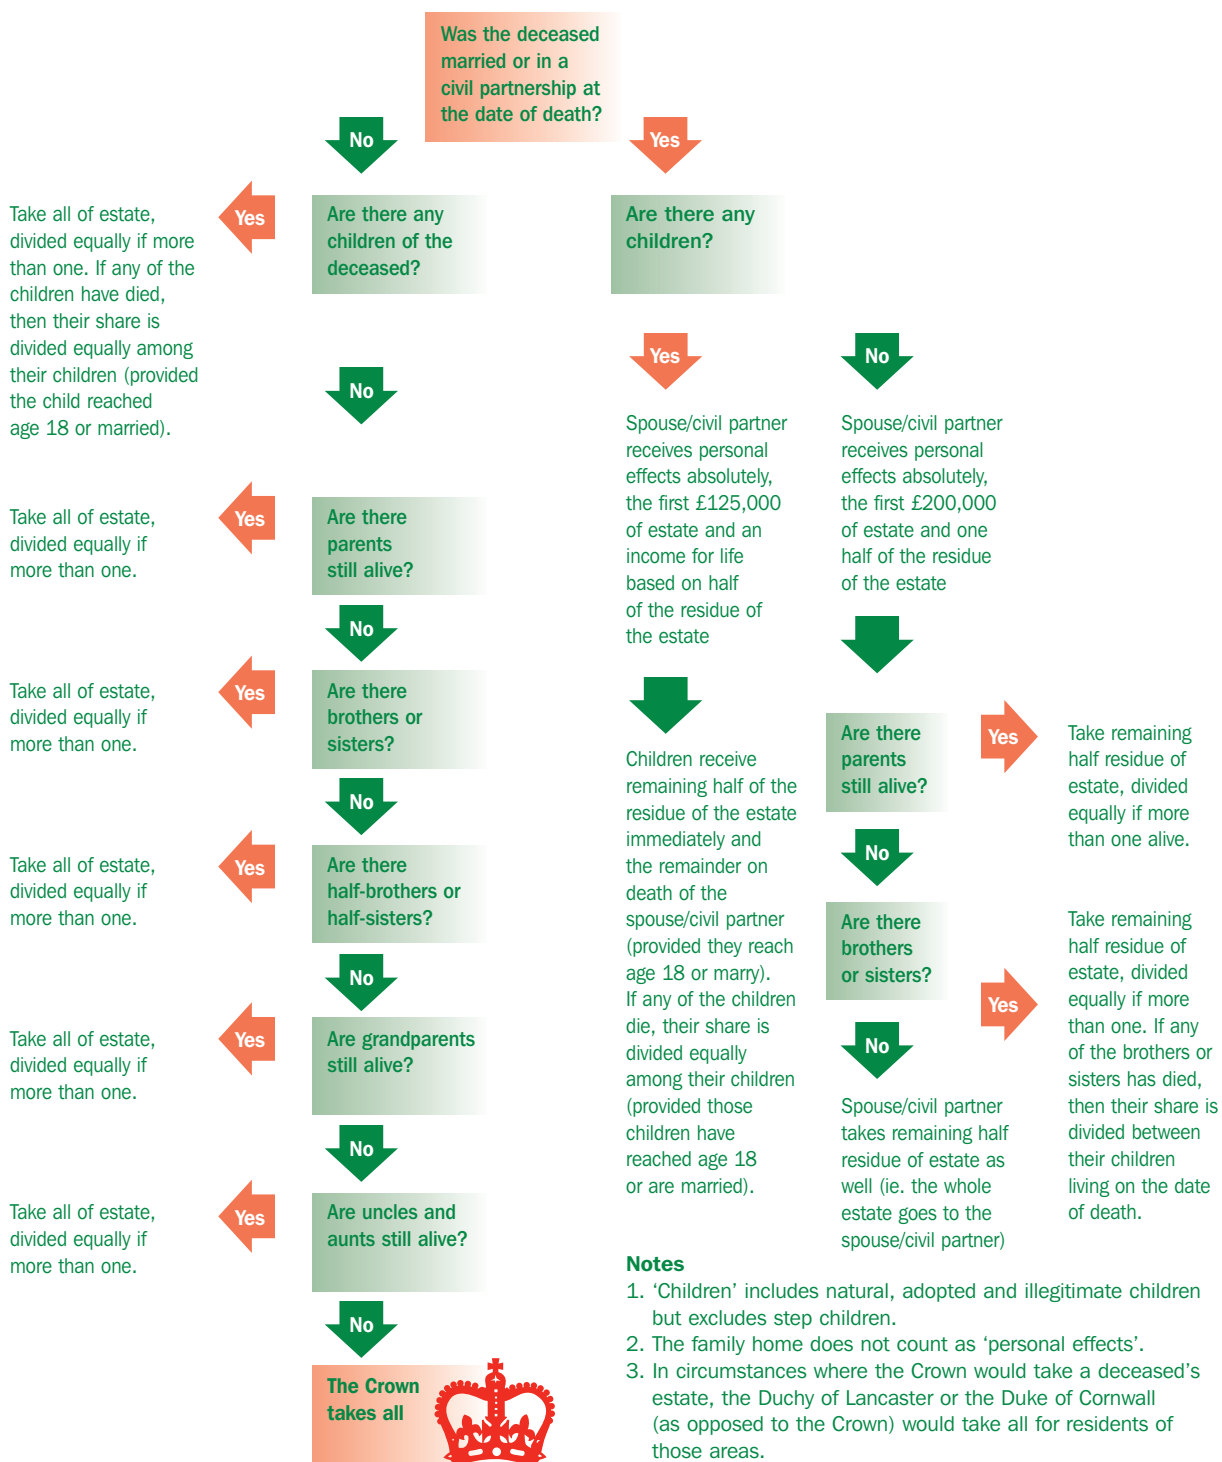 Was the deceased
married or in a
civil partnership at
the date of death?
No
Yes
Take all of estate,
divided equally if more
than one. If any of the
children have died,
then their share is
divided equally among
their children (provided
the child reached
age 18 or married).
Yes
Are there any
children of the
deceased?
Are there any
children?
No
Yes
No
Take all of estate,
divided equally if
more than one.
Yes
Are there
parents
still alive?
No
Take all of estate,
divided equally if
more than one.
Yes
Are there
brothers or
sisters?
No
Take all of estate,
divided equally if
more than one.
Yes
Are there
half-brothers or
half-sisters?
No
Take all of estate,
divided equally if
more than one.
Yes
Are grandparents
still alive?
No
Take all of estate,
divided equally if
more than one.
Yes
Are uncles and
aunts still alive?
No
The Crown
takes all
Spouse/civil partner
receives personal
effects absolutely,
the first £125,000
of estate and an
income for life
based on half
of the residue of
the estate
Children receive
remaining half of the
residue of the estate
immediately and
the remainder on
death of the
spouse/civil partner
(provided they reach
age 18 or marry).
If any of the children
die, their share is
divided equally
among their children
(provided those
children have
reached age 18
or are married).
Spouse/civil partner
receives personal
effects absolutely,
the first £200,000
of estate and one
half of the residue
of the estate
Are there
parents
still alive?
Yes
Take remaining
half residue of
estate, divided
equally if more
than one alive.
No
Are there
brothers
or sisters?
Yes
Take remaining
half residue of
estate, divided
equally if more
than one. If any
of the brothers or
sisters has died,
then their share is
divided between
their children
living on the date
of death.
No
Spouse/civil partner
takes remaining half
residue of estate as
well (ie. the whole
estate goes to the
spouse/civil partner)
Notes
1. ‘Children’ includes natural, adopted and illegitimate children
but excludes step children.
2. The family home does not count as ‘personal effects’.
3. In circumstances where the Crown would take a deceased’s
estate, the Duchy of Lancaster or the Duke of Cornwall
(as opposed to the Crown) would take all for residents of
those areas.